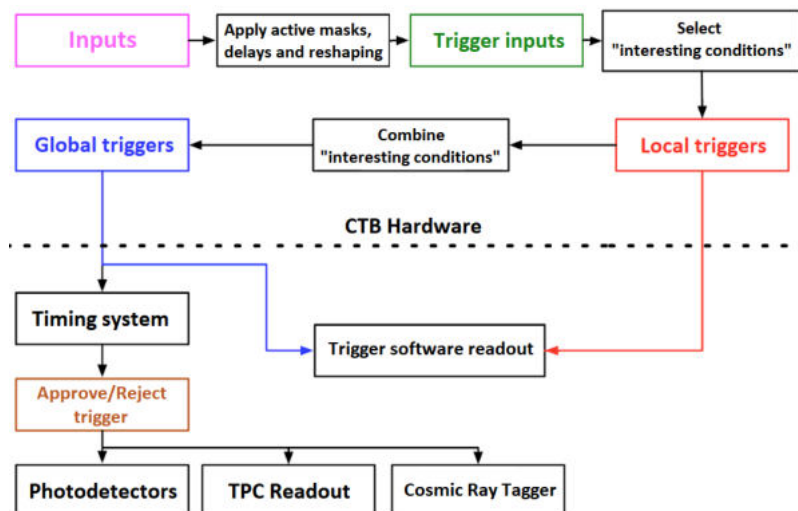 Inputs
Apply active masks,
delays and reshaping
Trigger inputs
Select
"interesting conditions"
Global triggers
Combine
"interesting conditions"
Local triggers
CTB Hardware
Timing system
Trigger software readout
Approve/Reject
trigger
Photodetectors
TPC Readout
Cosmic Ray Tagger